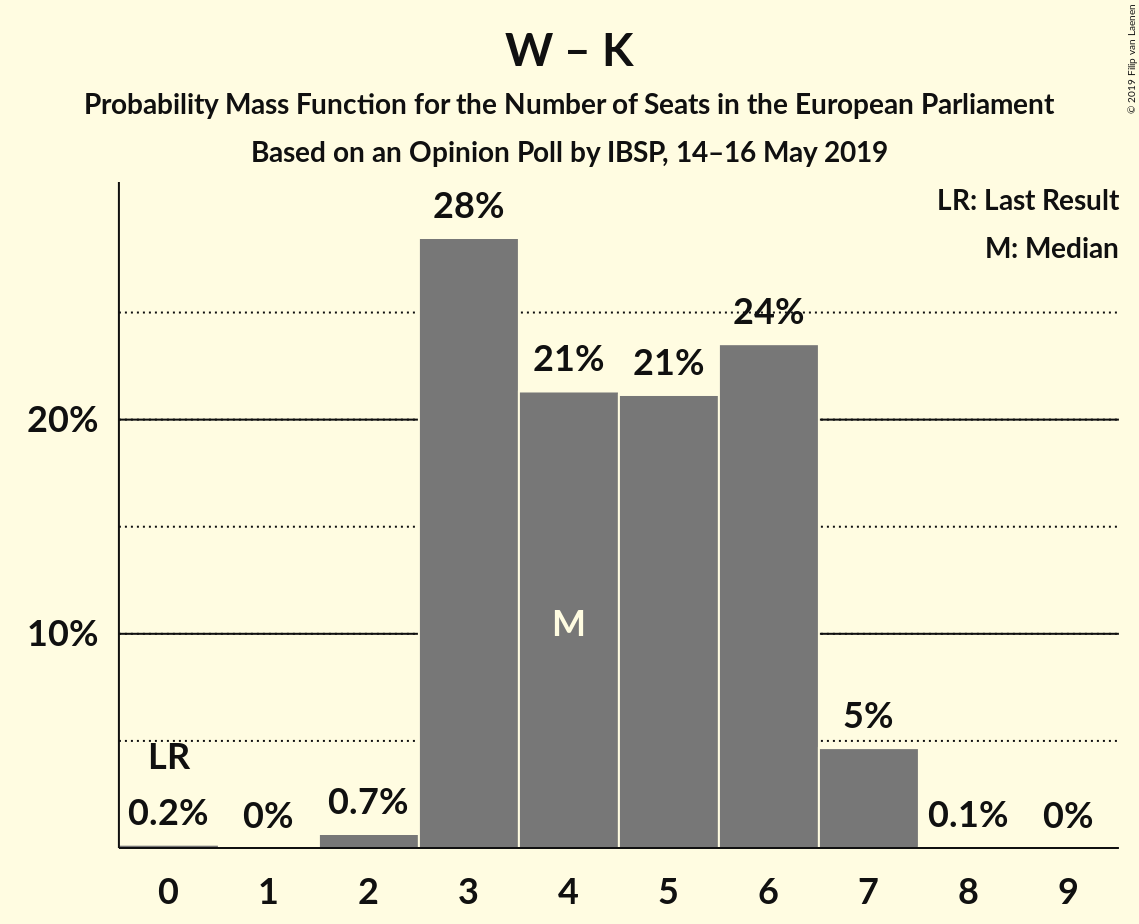 W – K
Probability Mass Function for the Number of Seats in the European Parliament
Based on an Opinion Poll by IBSP, 14–16 May 2019
© 2019 Filip van Laenen
LR: Last Result
M: Median
28%
24%
21%
21%
20%
M
10%
5%
LR
0.2%
0%
0.7%
0.1%
0%
0
1
2
3
4
5
6
7
8
9